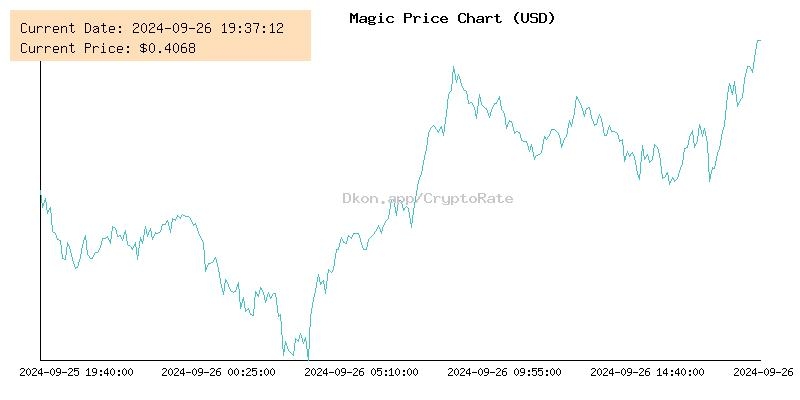 Magic Price Chart (USD)
Current Date: 2024-09-26 19:37:12
Current Price: $0.4068
Dkon.app/CryptoRate
2024-09-25 19:40:00 2024-09-26 00:25:00 2024-09-26 05:10:00 2024-09-26 09:55:00 2024-09-26 14:40:00 2024-09-26